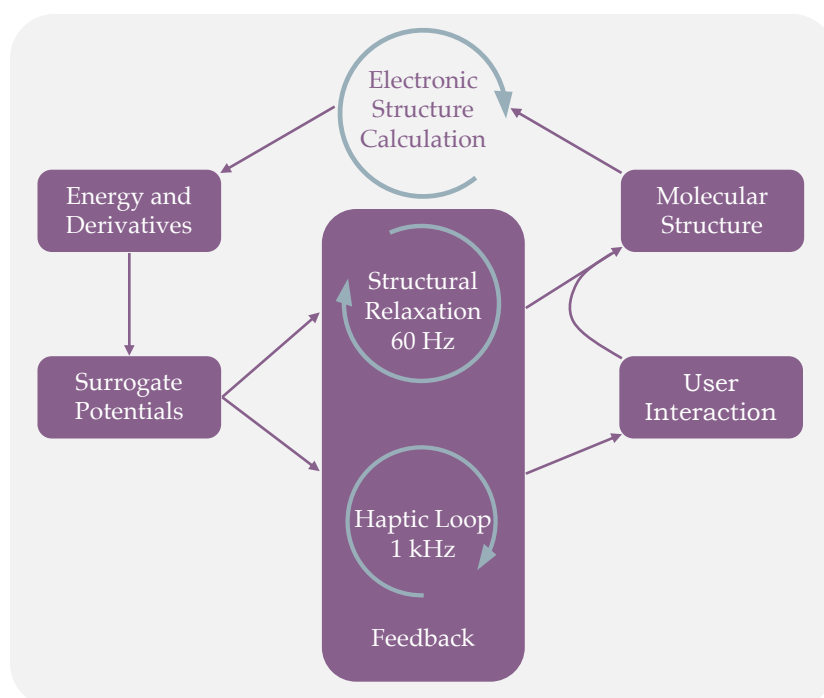 Electronic
Structure
Calculation
Energy and
Derivatives
Molecular
Structure
Structural
Relaxation
60 Hz
Surrogate
Potentials
User
Interaction
Haptic Loop
1 kHz
Feedback